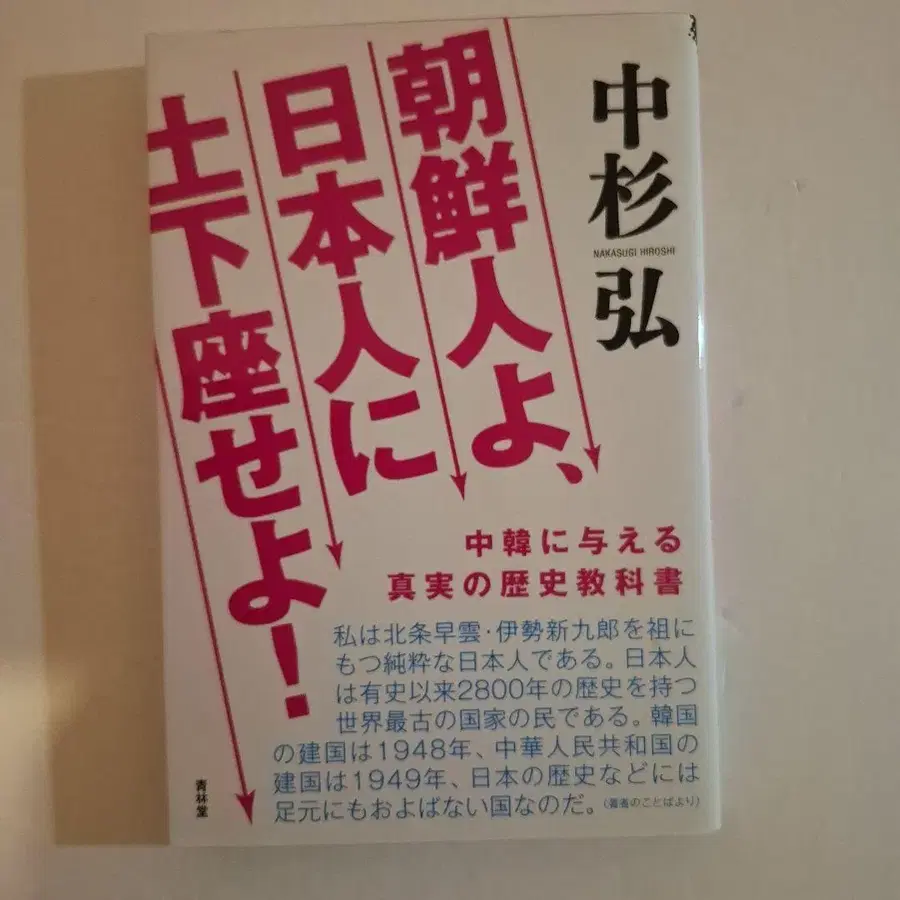 朝鮮人よ、
日本人に
土下座せよ！
中杉弘
NAKASUGI HIROSHI
中韓に与える
真実の歴史教科書
私は北条早雲・伊勢新九郎を祖に
もつ純粋な日本人である。日本人
は有史以来2800年の歴史を持つ
世界最古の国家の民である。韓国
の建国は1948年、中華人民共和国の
建国は1949年、日本の歴史などには
足元にもおよばない国なのだ。（著者のことばより）
青林堂